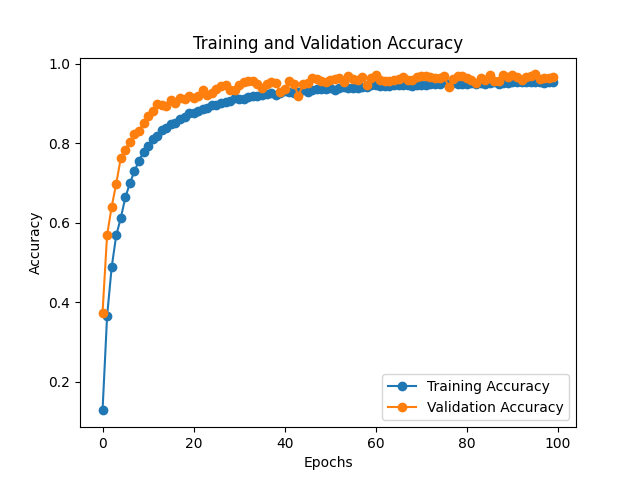 Training and Validation Accuracy
1.0
0.8
0.6
0.4
0.2
Accuracy
0
20
40
60
80
100
Epochs
Training Accuracy
Validation Accuracy